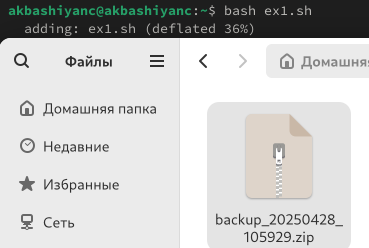 akbashiyanc@akbashiyanc:~$ bash ex1.sh
adding: ex1.sh (deflated 36%)
Файлы
Домашняя
Домашняя папка
Недавние
Избранные
Сеть
backup_20250428_
105929.zip